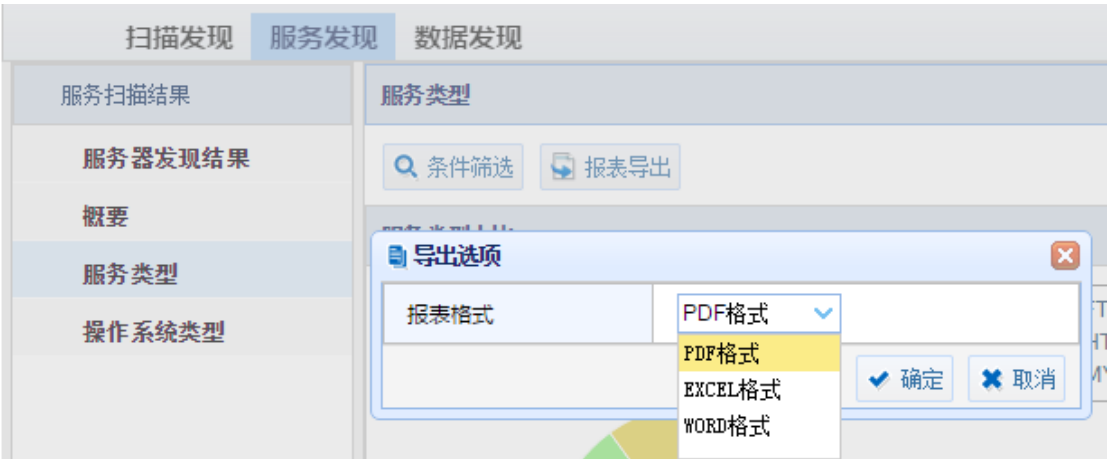 扫描发现 服务发现 数据发现
服务扫描结果
服务类型
服务器发现结果
条件筛选 报表导出
概要
导出选项
服务类型
报表格式 PDF格式
操作系统类型
PDF格式
EXCEL格式
WORD格式
确定 取消